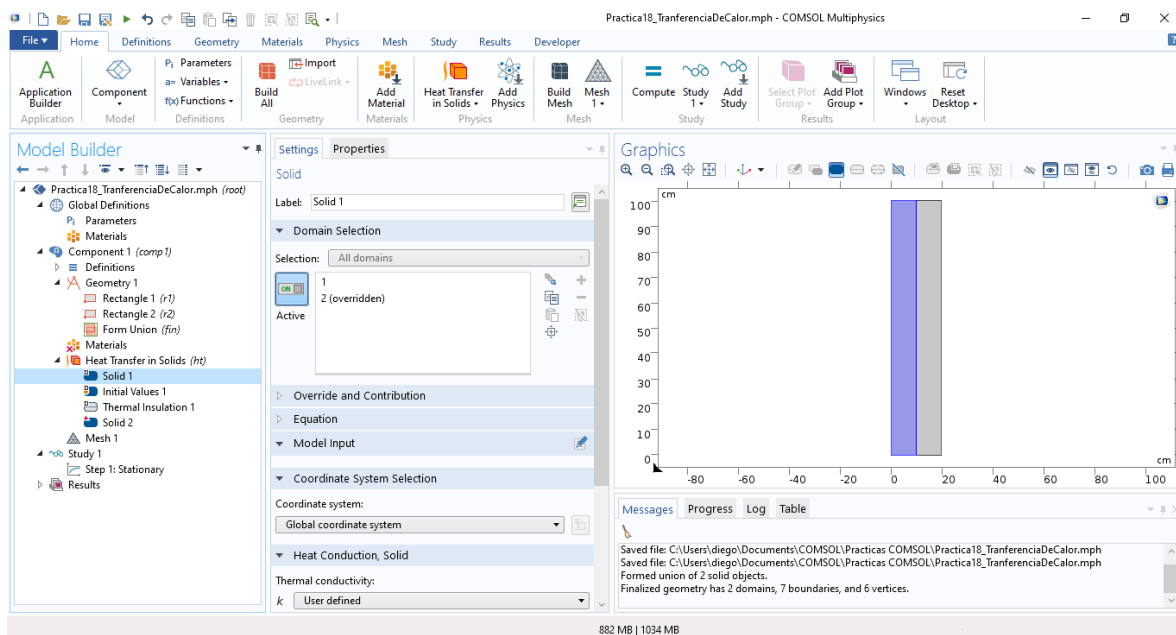 Practica18_TranferenciaDeCalor.mph - COMSOL Multiphysics
File Home Definitions Geometry Materials Physics Mesh Study Results Developer
Application Builder
Component
Pi Parameters
a= Variables
f(x) Functions
Build All
Import
LiveLink
Add Material
Heat Transfer in Solids
Add Physics
Build Mesh
Mesh 1
Compute
Study 1
Add Study
Select Plot Group
Add Plot Group
Windows
Reset Desktop
Application Model Definitions Geometry Materials Physics Mesh Study Results Layout
Model Builder
Practica18_TranferenciaDeCalor.mph (root)
Global Definitions
Pi Parameters
Materials
Component 1 (comp1)
Definitions
Geometry 1
Rectangle 1 (r1)
Rectangle 2 (r2)
Form Union (fin)
Materials
Heat Transfer in Solids (ht)
Solid 1
Initial Values 1
Thermal Insulation 1
Solid 2
Mesh 1
Study 1
Step 1: Stationary
Results
Settings Properties
Solid
Label: Solid 1
Domain Selection
Selection: All domains
ON
Active
1
2 (overridden)
Override and Contribution
Equation
Model Input
Coordinate System Selection
Coordinate system:
Global coordinate system
Heat Conduction, Solid
Thermal conductivity:
k User defined
Graphics
cm
100
90
80
70
60
50
40
30
20
10
0
cm
-80 -60 -40 -20 0 20 40 60 80 100
Messages Progress Log Table
Saved file: C:\Users\diego\Documents\COMSOL\Practicas COMSOL\Practica18_TranferenciaDeCalor.mph
Saved file: C:\Users\diego\Documents\COMSOL\Practicas COMSOL\Practica18_TranferenciaDeCalor.mph
Formed union of 2 solid objects.
Finalized geometry has 2 domains, 7 boundaries, and 6 vertices.
882 MB | 1034 MB